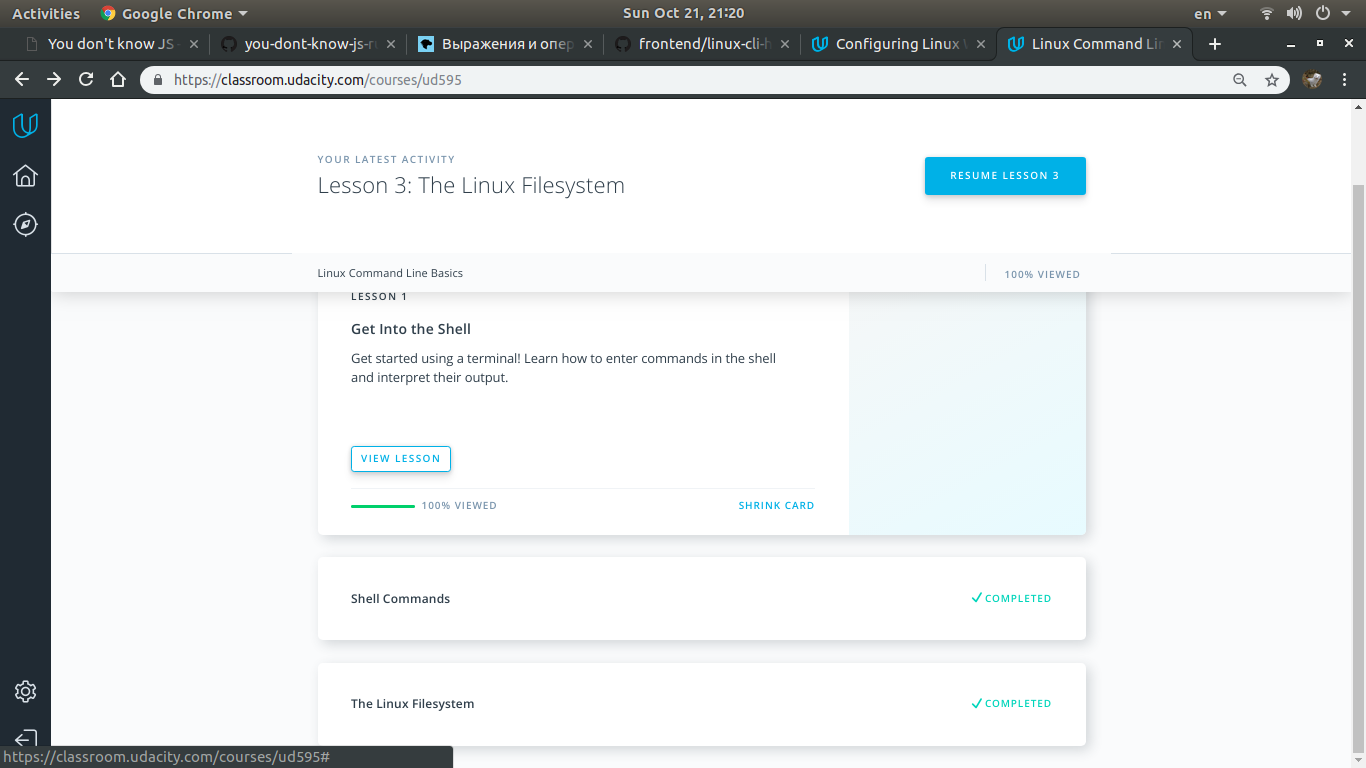 Activities Google Chrome Sun Oct 21, 21:20 en
You don't know JS you-dont-know-js-ru Выражения и опер frontend/linux-cli-h Configuring Linux Linux Command Lin
https://classroom.udacity.com/courses/ud595
YOUR LATEST ACTIVITY
Lesson 3: The Linux Filesystem
RESUME LESSON 3
Linux Command Line Basics
100% VIEWED
LESSON 1
Get Into the Shell
Get started using a terminal! Learn how to enter commands in the shell
and interpret their output.
VIEW LESSON
100% VIEWED
SHRINK CARD
Shell Commands
COMPLETED
The Linux Filesystem
COMPLETED
https://classroom.udacity.com/courses/ud595#